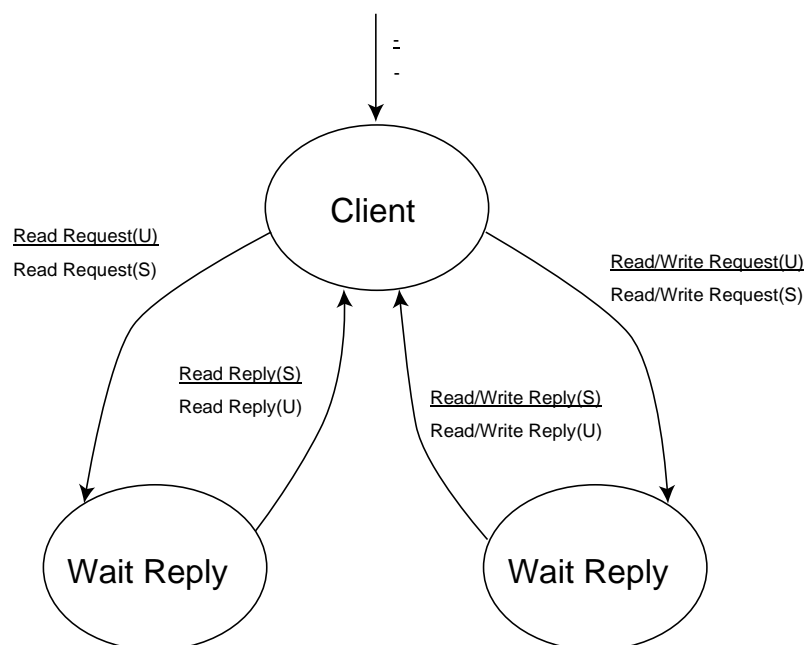 -
-
Client
Read Request(U)
Read Request(S)
Read/Write Request(U)
Read/Write Request(S)
Read Reply(S)
Read Reply(U)
Read/Write Reply(S)
Read/Write Reply(U)
Wait Reply
Wait Reply